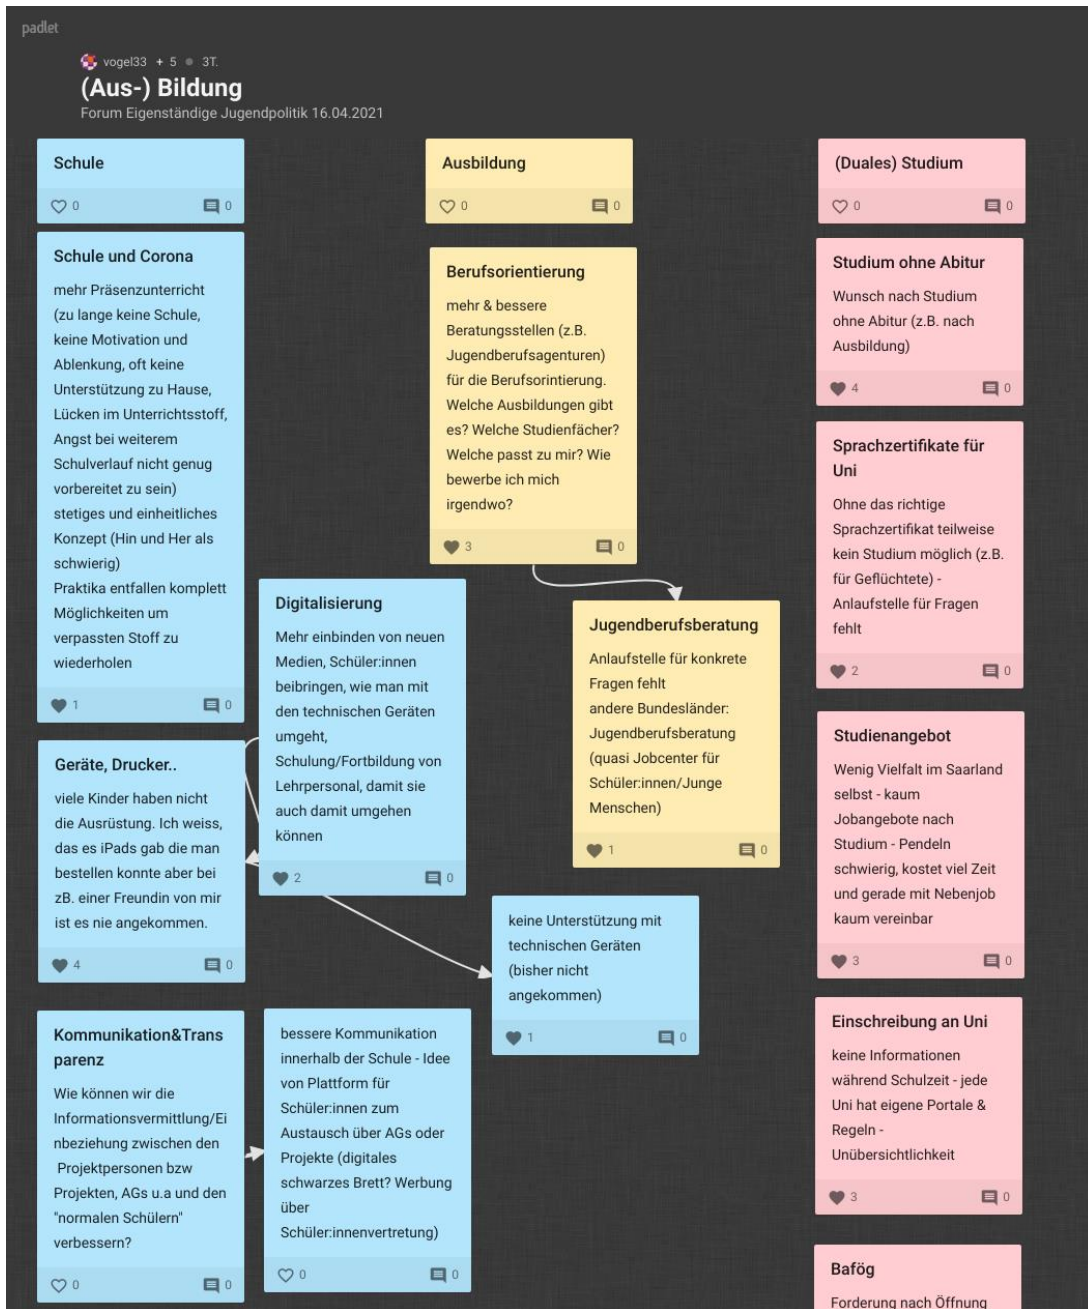 padlet
vogel33 + 5 • 3T.
(Aus-) Bildung
Forum Eigenständige Jugendpolitik 16.04.2021
Schule
0 0
Schule und Corona
mehr Präsenzunterricht
(zu lange keine Schule,
keine Motivation und
Ablenkung, oft keine
Unterstützung zu Hause,
Lücken im Unterrichtsstoff,
Angst bei weiterem
Schulverlauf nicht genug
vorbereitet zu sein)
stetiges und einheitliches
Konzept (Hin und Her als
schwierig)
Praktika entfallen komplett
Möglichkeiten um
verpassten Stoff zu
wiederholen
1 0
Geräte, Drucker..
viele Kinder haben nicht
die Ausrüstung. Ich weiss,
das es iPads gab die man
bestellen konnte aber bei
zB. einer Freundin von mir
ist es nie angekommen.
4 0
Kommunikation&Trans
parenz
Wie können wir die
Informationsvermittlung/Ei
nbeziehung zwischen den
Projektpersonen bzw
Projekten, AGs u.a und den
"normalen Schülern"
verbessern?
0 0
Digitalisierung
Mehr einbinden von neuen
Medien, Schüler:innen
beibringen, wie man mit
den technischen Geräten
umgeht,
Schulung/Fortbildung von
Lehrpersonal, damit sie
auch damit umgehen
können
2 0
bessere Kommunikation
innerhalb der Schule - Idee
von Plattform für
Schüler:innen zum
Austausch über AGs oder
Projekte (digitales
schwarzes Brett? Werbung
über
Schüler:innenvertretung)
0 0
keine Unterstützung mit
technischen Geräten
(bisher nicht
angekommen)
1 0
Ausbildung
0 0
Berufsorientierung
mehr & bessere
Beratungsstellen (z.B.
Jugendberufsagenturen)
für die Berufsorintierung.
Welche Ausbildungen gibt
es? Welche Studienfächer?
Welche passt zu mir? Wie
bewerbe ich mich
irgendwo?
3 0
Jugendberufsberatung
Anlaufstelle für konkrete
Fragen fehlt
andere Bundesländer:
Jugendberufsberatung
(quasi Jobcenter für
Schüler:innen/Junge
Menschen)
1 0
(Duales) Studium
0 0
Studium ohne Abitur
Wunsch nach Studium
ohne Abitur (z.B. nach
Ausbildung)
4 0
Sprachzertifikate für
Uni
Ohne das richtige
Sprachzertifikat teilweise
kein Studium möglich (z.B.
für Geflüchtete) -
Anlaufstelle für Fragen
fehlt
2 0
Studienangebot
Wenig Vielfalt im Saarland
selbst - kaum
Jobangebote nach
Studium - Pendeln
schwierig, kostet viel Zeit
und gerade mit Nebenjob
kaum vereinbar
3 0
Einschreibung an Uni
keine Informationen
während Schulzeit - jede
Uni hat eigene Portale &
Regeln -
Unübersichtlichkeit
3 0
Bafög
Forderung nach Öffnung